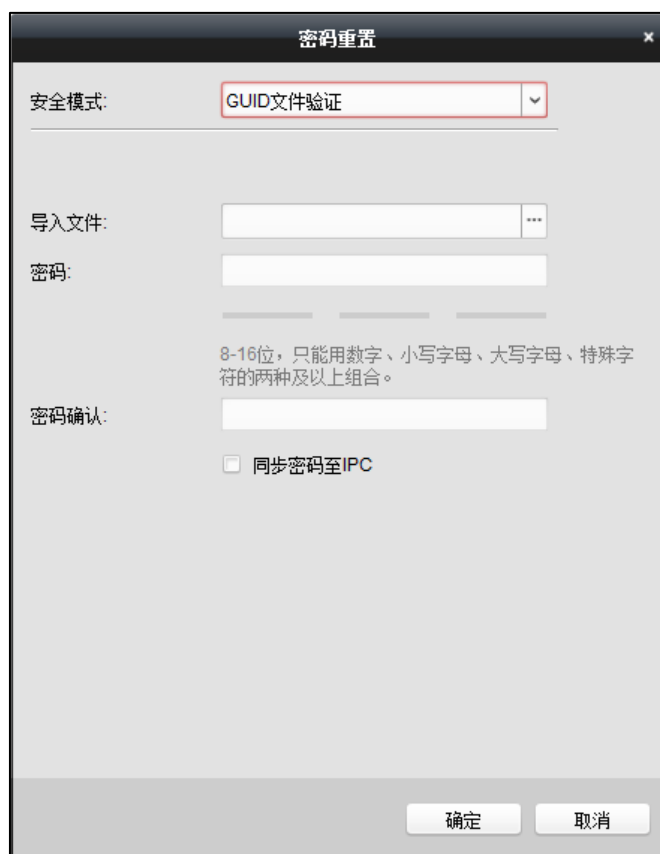 密码重置
安全模式:
GUID文件验证
导入文件:
密码:
8-16位，只能用数字、小写字母、大写字母、特殊字
符的两种及以上组合。
密码确认:
同步密码至IPC
确定
取消